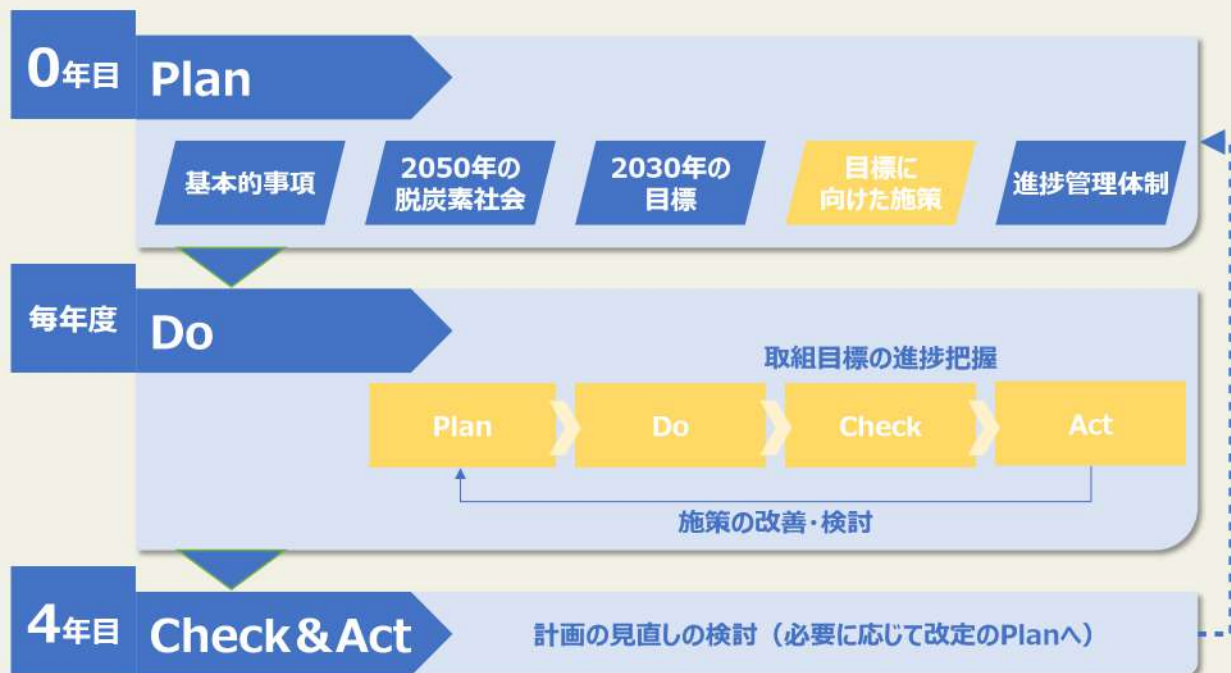 0年目
Plan
基本的事項
2050年の
脱炭素社会
2030年の
目標
目標に
向けた施策
進捗管理体制
毎年度
Do
取組目標の進捗把握
Plan
Do
Check
Act
施策の改善・検討
4年目
Check＆Act
計画の見直しの検討（必要に応じて改定のPlanへ）